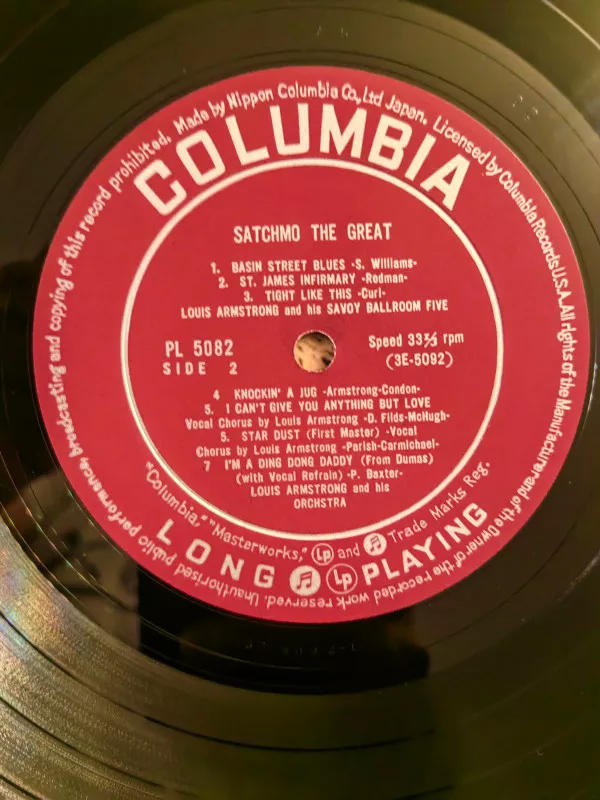 Unauthorised public performance, broadcasting and copying of this record prohibited. Made by Nippon Columbia Co., Ltd Japan. Licensed by Columbia Records U.S.A. All rights of the Manufacturer and of the Owner of the recorded work reserved.
COLUMBIA
SATCHMO THE GREAT
1. BASIN STREET BLUES -S. Williams-
2. ST. JAMES INFIRMARY -Redman-
3. TIGHT LIKE THIS -Curl-
LOUIS ARMSTRONG and his SAVOY BALLROOM FIVE
PL 5082
SIDE 2
Speed 33⅓ rpm
(3E-5092)
4 KNOCKIN' A JUG -Armstrong-Condon-
5. I CAN'T GIVE YOU ANYTHING BUT LOVE
Vocal Chorus by Louis Armstrong -D. Filds-McHugh-
5. STAR DUST (First Master) -Vocal
Chorus by Louis Armstrong -Parish-Carmichael-
7 I'M A DING DONG DADDY (From Dumas)
(with Vocal Refrain) -P. Baxter-
LOUIS ARMSTRONG and his
ORCHSTRA
"Columbia," "Masterworks," Lp and Trade Marks Reg.
LONG Lp PLAYING